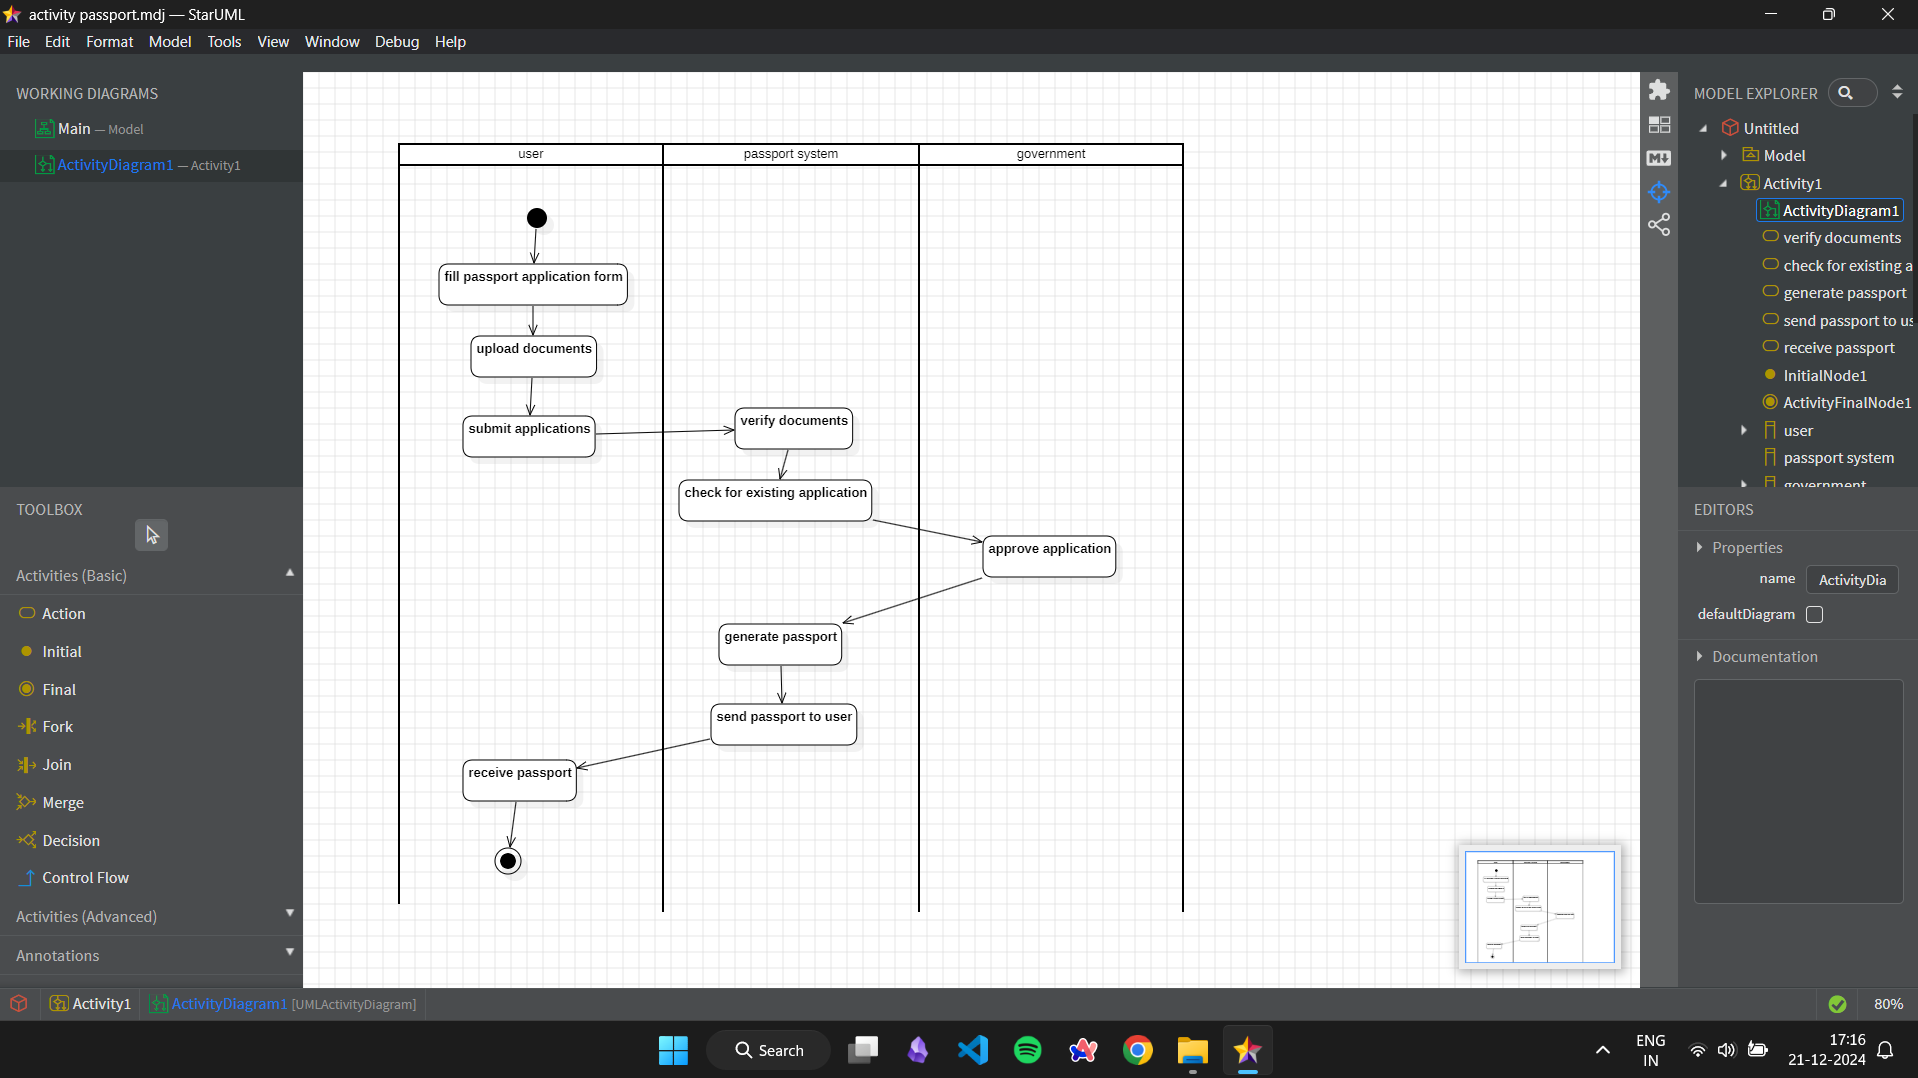 activity passport.mdj — StarUML
File Edit Format Model Tools View Window Debug Help
WORKING DIAGRAMS
Main — Model
ActivityDiagram1 — Activity1
TOOLBOX
Activities (Basic)
Action
Initial
Final
Fork
Join
Merge
Decision
Control Flow
Activities (Advanced)
Annotations
user passport system government
fill passport application form
upload documents
submit applications
verify documents
check for existing application
approve application
generate passport
send passport to user
receive passport
MODEL EXPLORER
Untitled
Model
Activity1
ActivityDiagram1
verify documents
check for existing a
generate passport
send passport to us
receive passport
InitialNode1
ActivityFinalNode1
user
passport system
government
EDITORS
Properties
name ActivityDia
defaultDiagram
Documentation
Activity1 ActivityDiagram1 [UMLActivityDiagram] 80%
Search
ENG
IN
17:16
21-12-2024